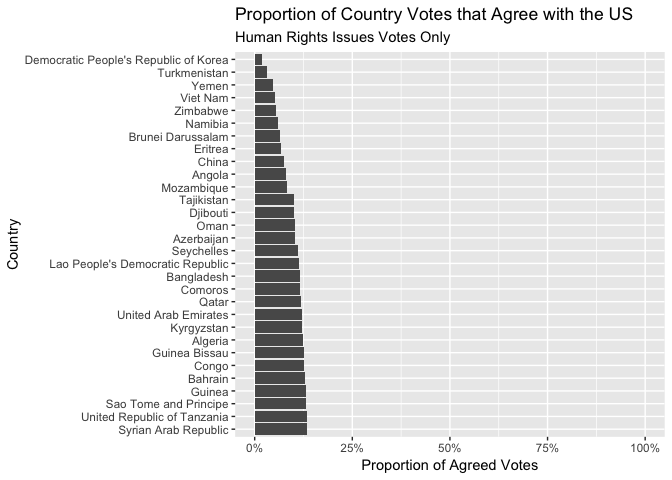 Proportion of Country Votes that Agree with the US
Human Rights Issues Votes Only
Country
Democratic People's Republic of Korea
Turkmenistan
Yemen
Viet Nam
Zimbabwe
Namibia
Brunei Darussalam
Eritrea
China
Angola
Mozambique
Tajikistan
Djibouti
Oman
Azerbaijan
Seychelles
Lao People's Democratic Republic
Bangladesh
Comoros
Qatar
United Arab Emirates
Kyrgyzstan
Algeria
Guinea Bissau
Congo
Bahrain
Guinea
Sao Tome and Principe
United Republic of Tanzania
Syrian Arab Republic
0% 25% 50% 75% 100%
Proportion of Agreed Votes